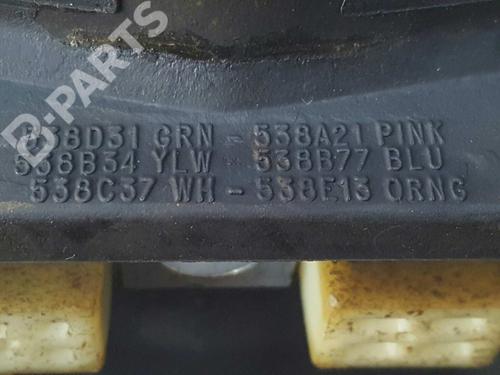 B-PARTS
538D31 GRN - 538A21 PINK
538B34 YLW - 538B77 BLU
538C37 WH - 538E13 ORNG